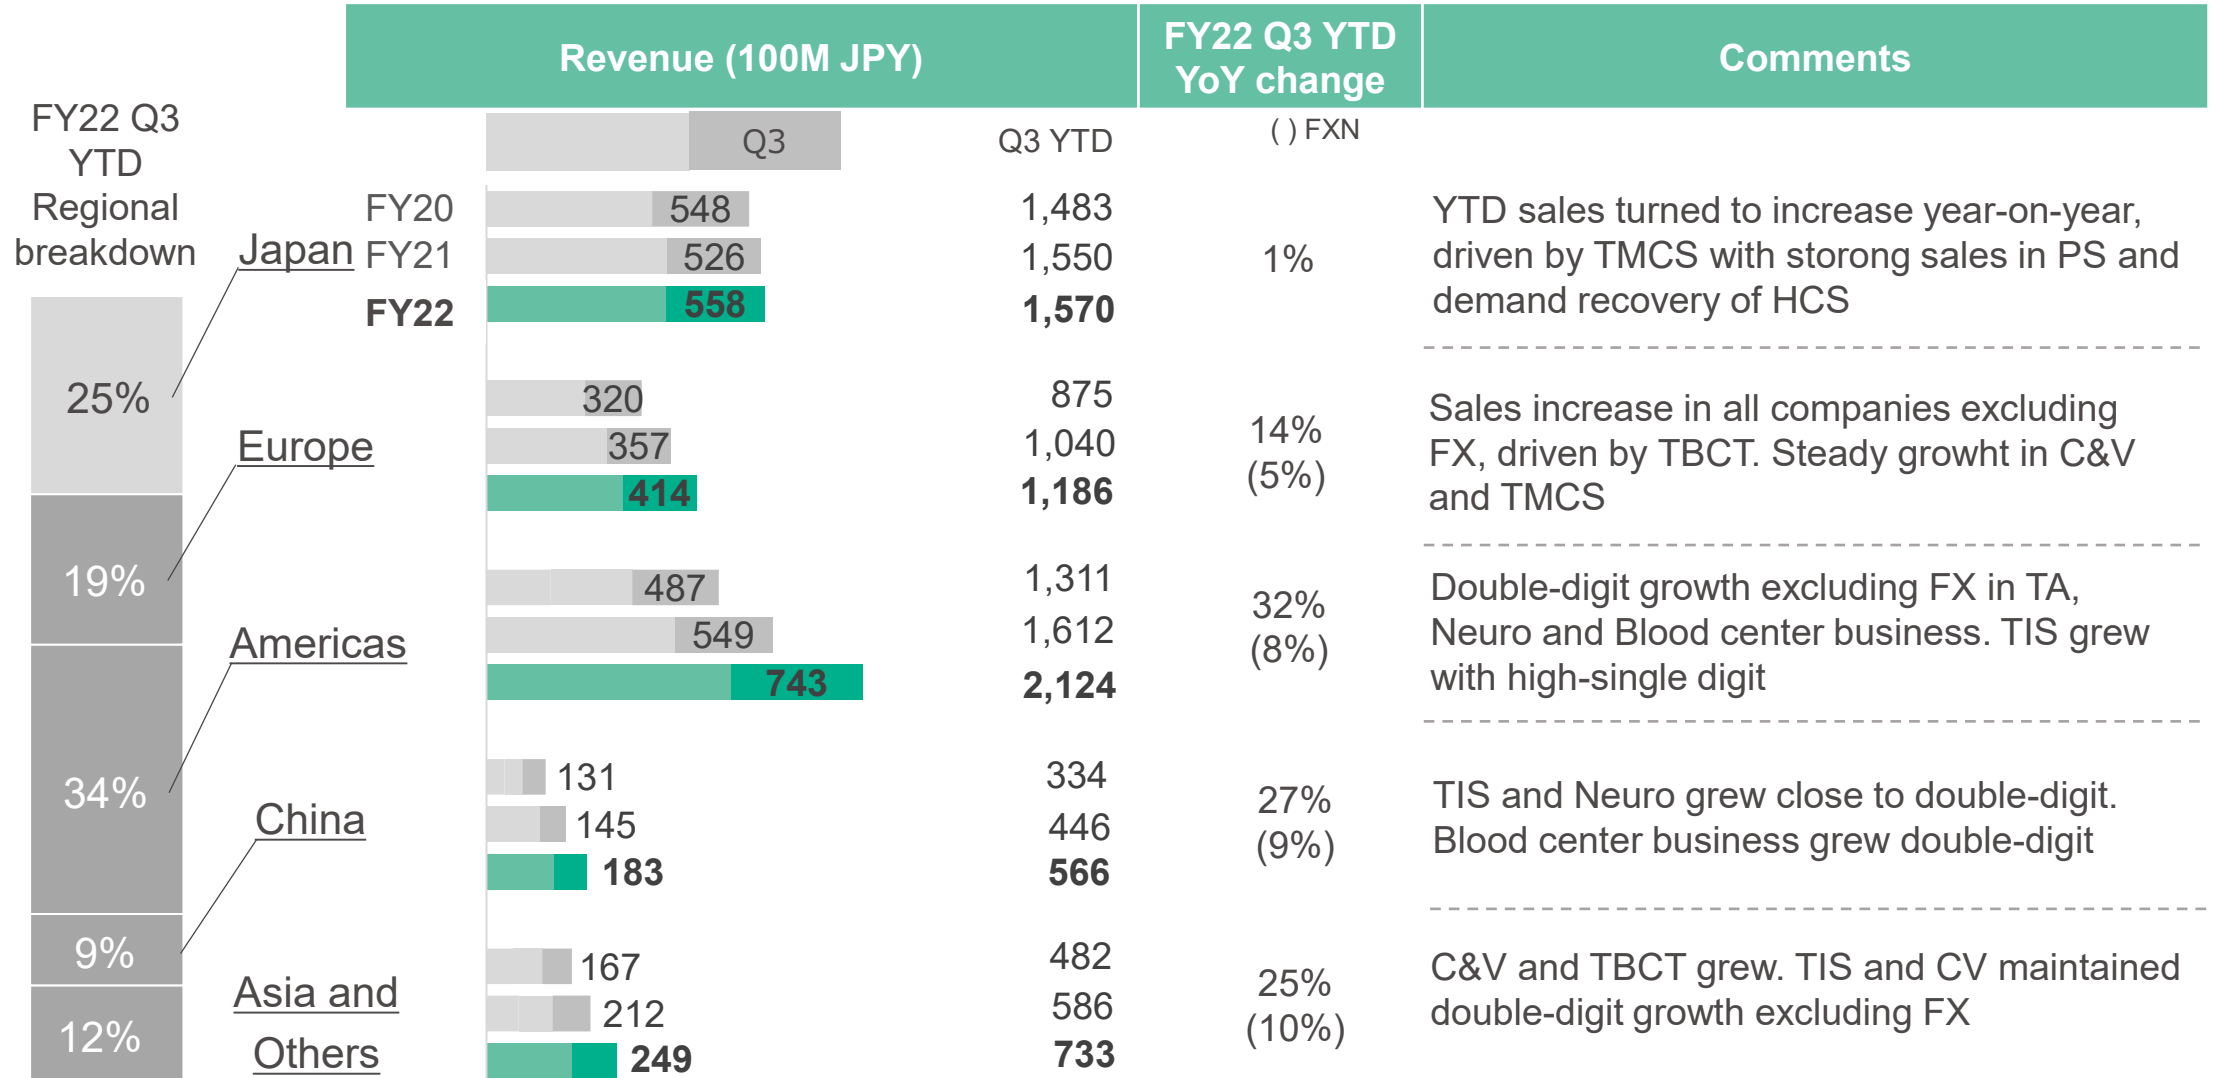 Revenue (100M JPY)
FY22 Q3 YTD
YoY change
Comments
FY22 Q3
YTD
Regional
breakdown
Q3
Q3 YTD
( ) FXN
Japan
FY20
548
1,483
FY21
526
1,550
FY22
558
1,570
1%
YTD sales turned to increase year-on-year,
driven by TMCS with storong sales in PS and
demand recovery of HCS
25%
Europe
320
875
357
1,040
414
1,186
14%
(5%)
Sales increase in all companies excluding
FX, driven by TBCT. Steady growht in C&V
and TMCS
19%
Americas
487
1,311
549
1,612
743
2,124
32%
(8%)
Double-digit growth excluding FX in TA,
Neuro and Blood center business. TIS grew
with high-single digit
34%
China
131
334
145
446
183
566
27%
(9%)
TIS and Neuro grew close to double-digit.
Blood center business grew double-digit
9%
Asia and
Others
167
482
212
586
249
733
25%
(10%)
C&V and TBCT grew. TIS and CV maintained
double-digit growth excluding FX
12%